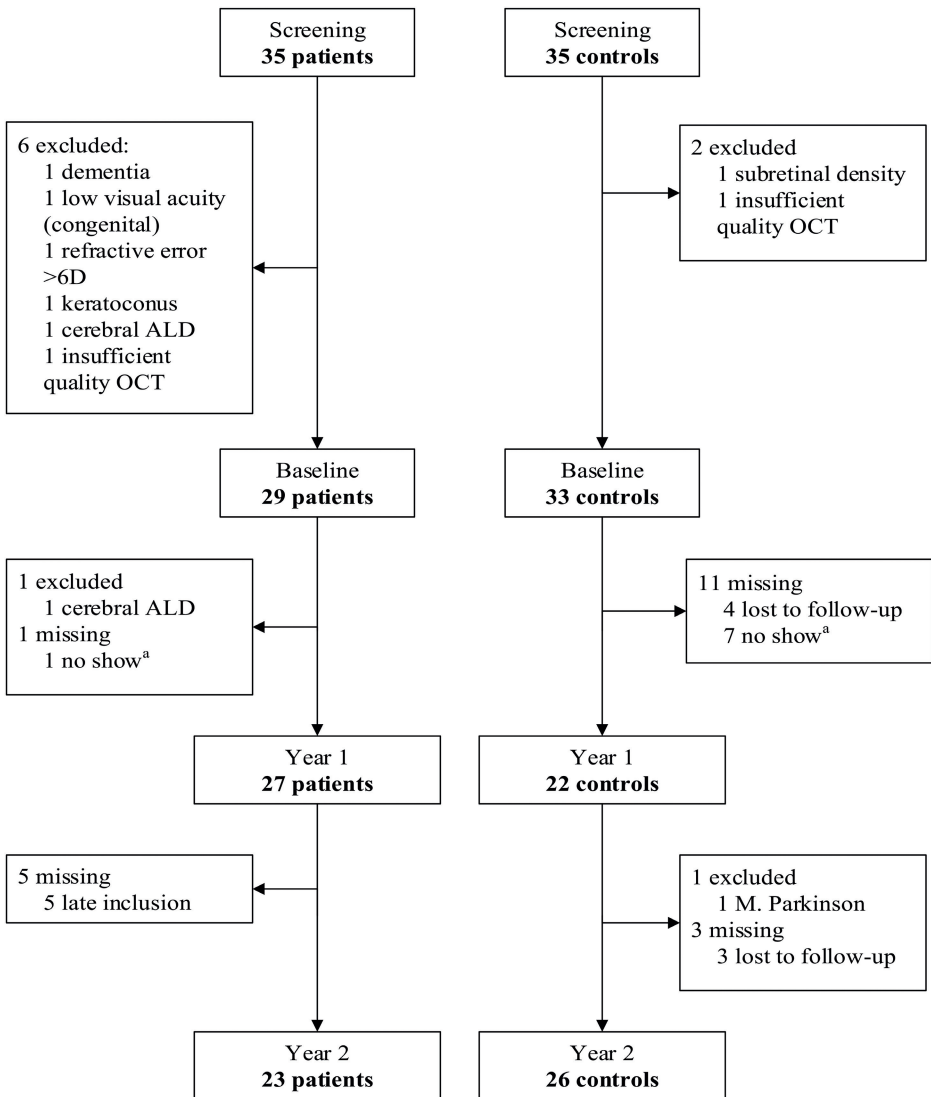 Screening
35 patients
Screening
35 controls
6 excluded:
1 dementia
1 low visual acuity
(congenital)
1 refractive error
>6D
1 keratoconus
1 cerebral ALD
1 insufficient
quality OCT
2 excluded
1 subretinal density
1 insufficient
quality OCT
Baseline
29 patients
Baseline
33 controls
1 excluded
1 cerebral ALD
1 missing
1 no showᵃ
11 missing
4 lost to follow-up
7 no showᵃ
Year 1
27 patients
Year 1
22 controls
5 missing
5 late inclusion
1 excluded
1 M. Parkinson
3 missing
3 lost to follow-up
Year 2
23 patients
Year 2
26 controls